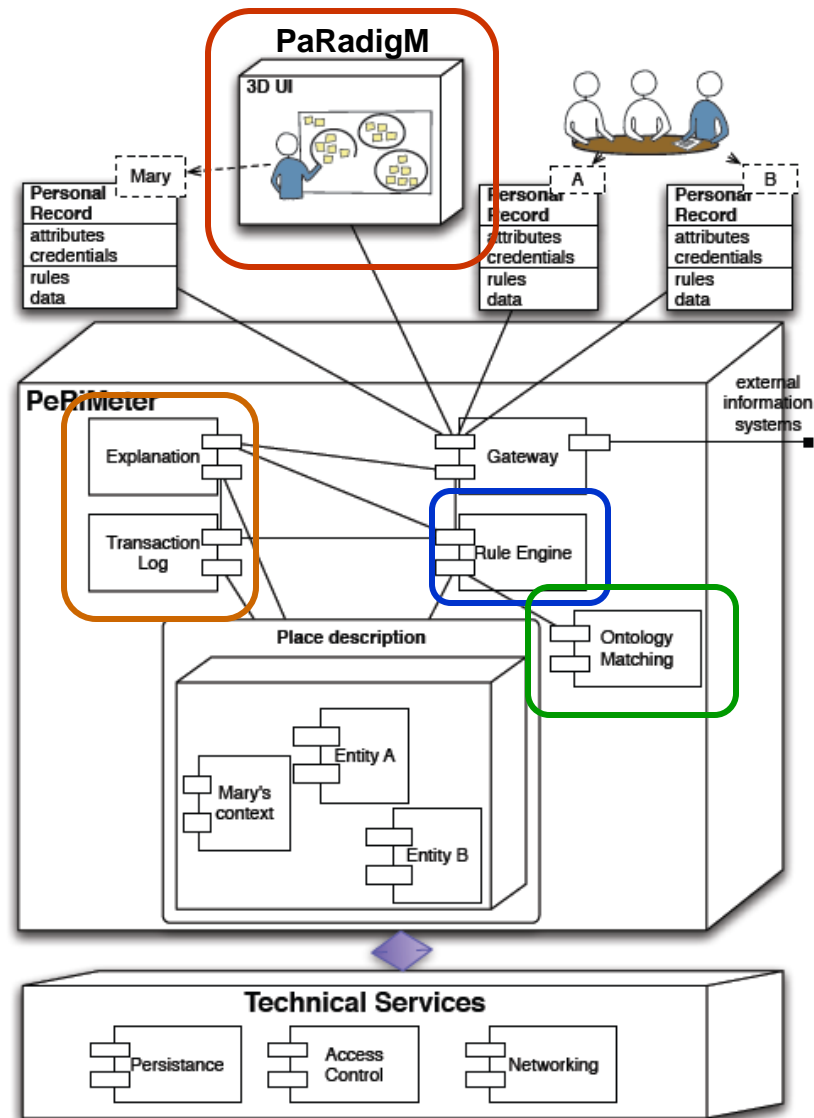 PaRadigM
3D UI
Mary
Personal
Record
attributes
credentials
rules
data
A
Personal
Record
attributes
credentials
rules
data
B
Personal
Record
attributes
credentials
rules
data
PeRiMeter
external
information
systems
Explanation
Gateway
Transaction
Log
Rule Engine
Ontology
Matching
Place description
Entity A
Mary's
context
Entity B
Technical Services
Persistance
Access
Control
Networking